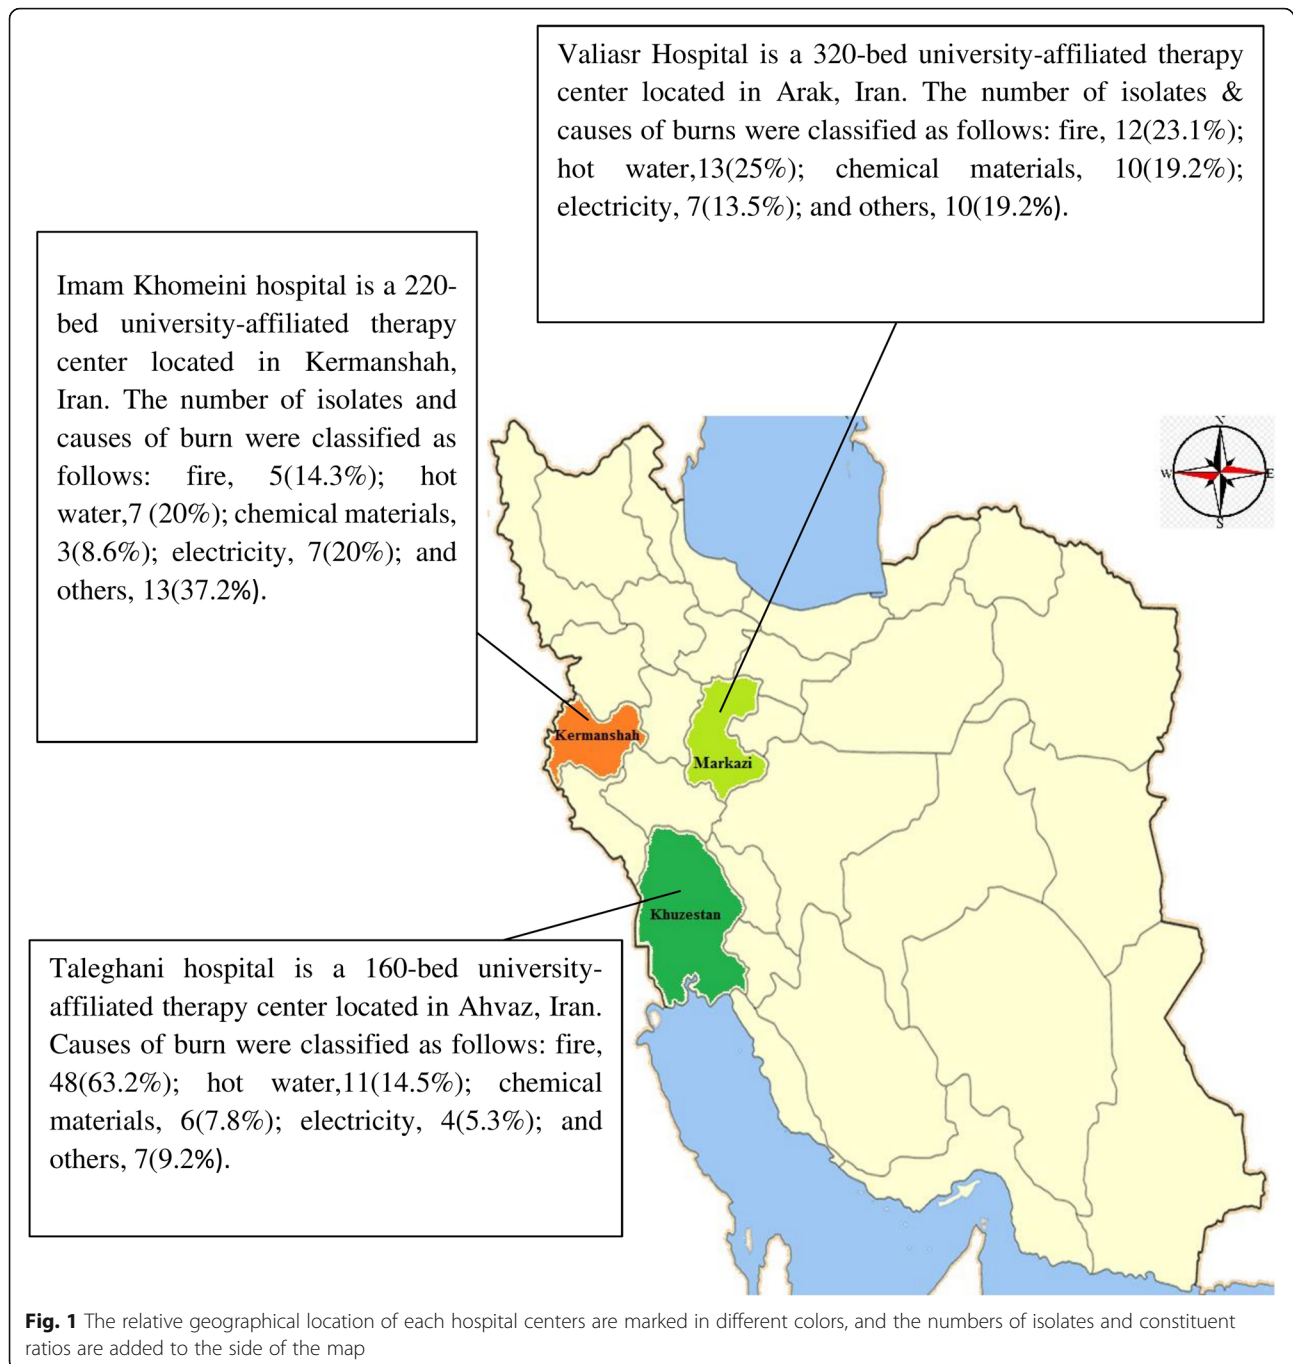 Valiasr Hospital is a 320-bed university-affiliated therapy
center located in Arak, Iran. The number of isolates &
causes of burns were classified as follows: fire, 12(23.1%);
hot water,13(25%); chemical materials, 10(19.2%);
electricity, 7(13.5%); and others, 10(19.2%).
Imam Khomeini hospital is a 220-
bed university-affiliated therapy
center located in Kermanshah,
Iran. The number of isolates and
causes of burn were classified as
follows: fire, 5(14.3%); hot
water,7 (20%); chemical materials,
3(8.6%); electricity, 7(20%); and
others, 13(37.2%).
N
W E
S
Kermanshah
Markazi
Khuzestan
Taleghani hospital is a 160-bed university-
affiliated therapy center located in Ahvaz, Iran.
Causes of burn were classified as follows: fire,
48(63.2%); hot water,11(14.5%); chemical
materials, 6(7.8%); electricity, 4(5.3%); and
others, 7(9.2%).
Fig. 1 The relative geographical location of each hospital centers are marked in different colors, and the numbers of isolates and constituent
ratios are added to the side of the map